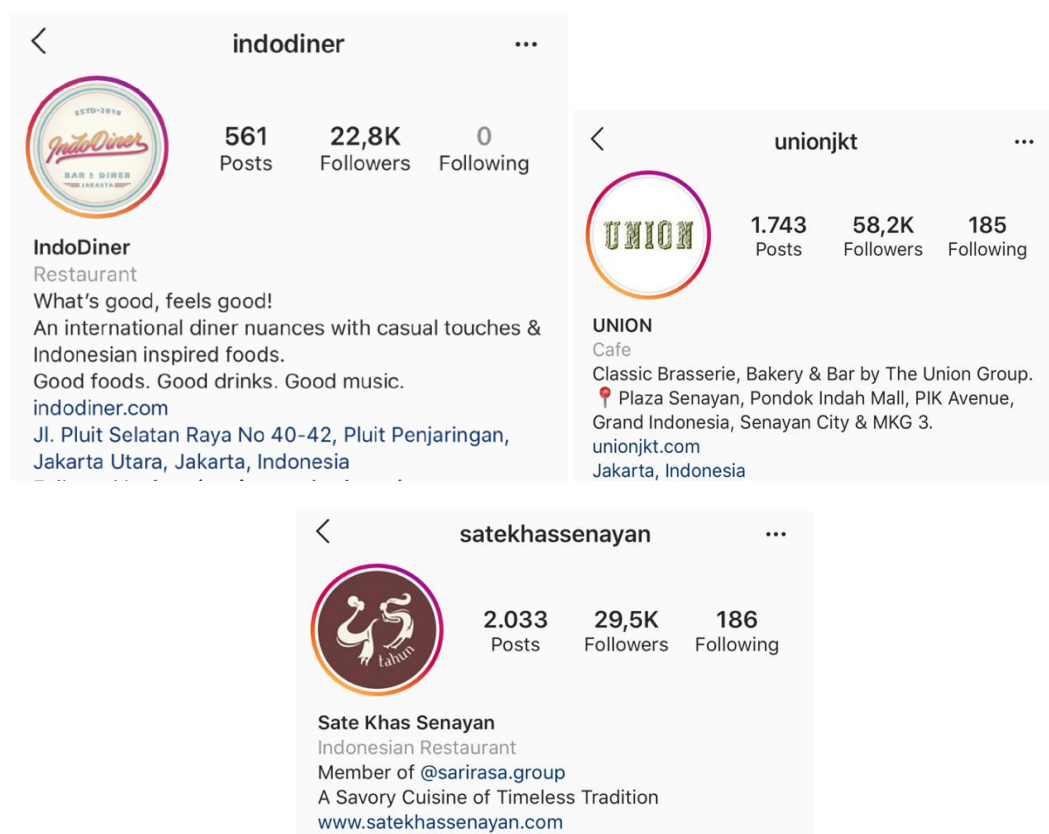 indodiner
ESTD-2018
IndoDiner
BAR & DINER
JAKARTA
561 22,8K 0
Posts Followers Following
IndoDiner
Restaurant
What's good, feels good!
An international diner nuances with casual touches &
Indonesian inspired foods.
Good foods. Good drinks. Good music.
indodiner.com
Jl. Pluit Selatan Raya No 40-42, Pluit Penjaringan,
Jakarta Utara, Jakarta, Indonesia
unionjkt
UNION
1.743 58,2K 185
Posts Followers Following
UNION
Cafe
Classic Brasserie, Bakery & Bar by The Union Group.
📍 Plaza Senayan, Pondok Indah Mall, PIK Avenue,
Grand Indonesia, Senayan City & MKG 3.
unionjkt.com
Jakarta, Indonesia
satekhassenayan
45
tahun
2.033 29,5K 186
Posts Followers Following
Sate Khas Senayan
Indonesian Restaurant
Member of @sarirasa.group
A Savory Cuisine of Timeless Tradition
www.satekhassenayan.com